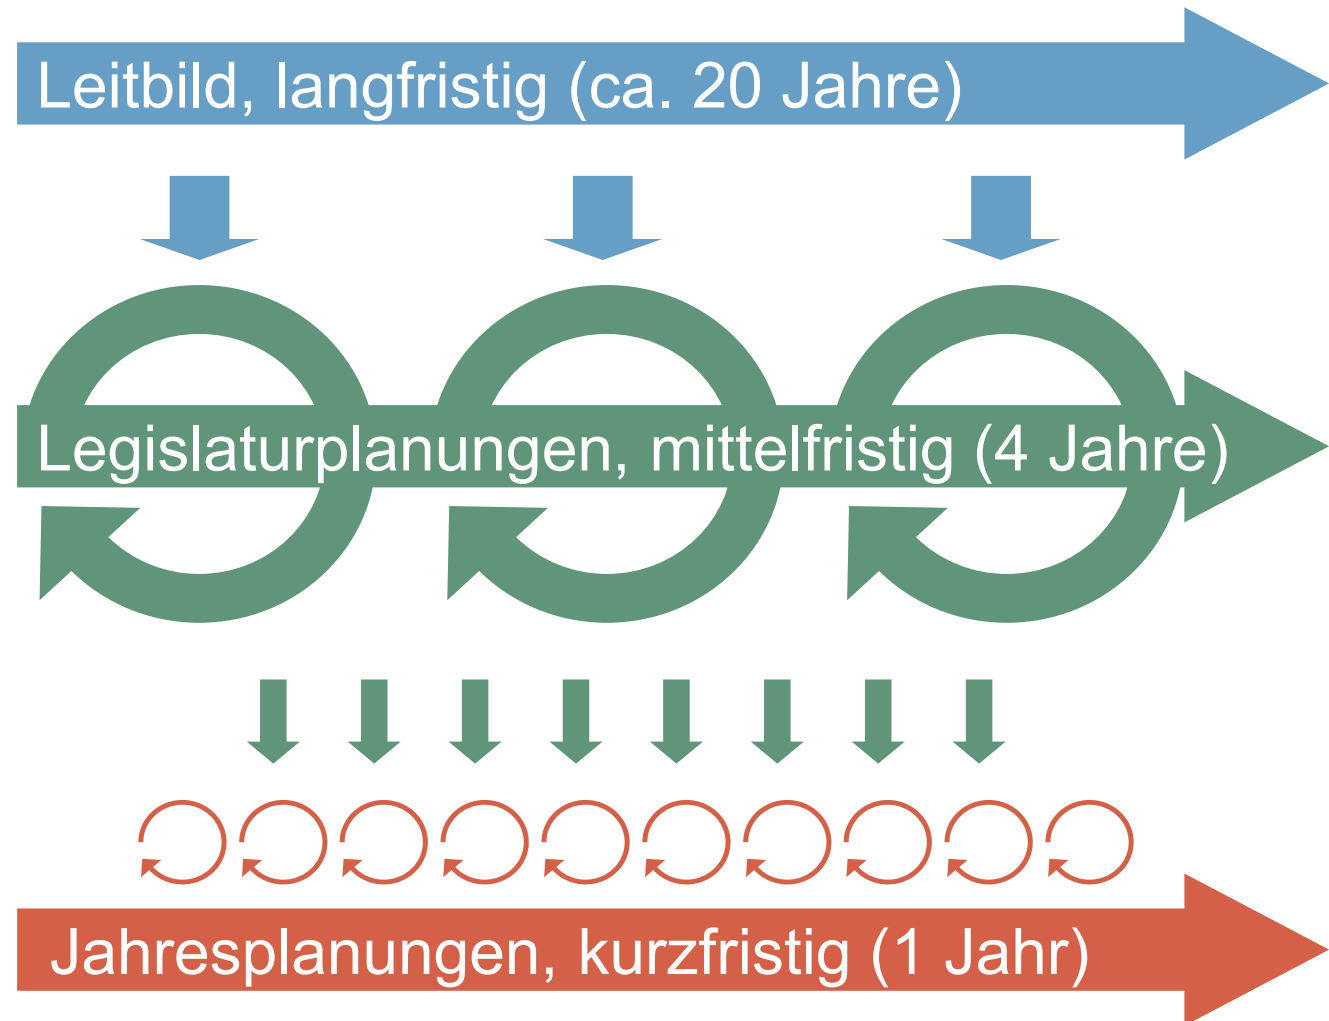 Leitbild, langfristig (ca. 20 Jahre)
Legislaturplanungen, mittelfristig (4 Jahre)
Jahresplanungen, kurzfristig (1 Jahr)